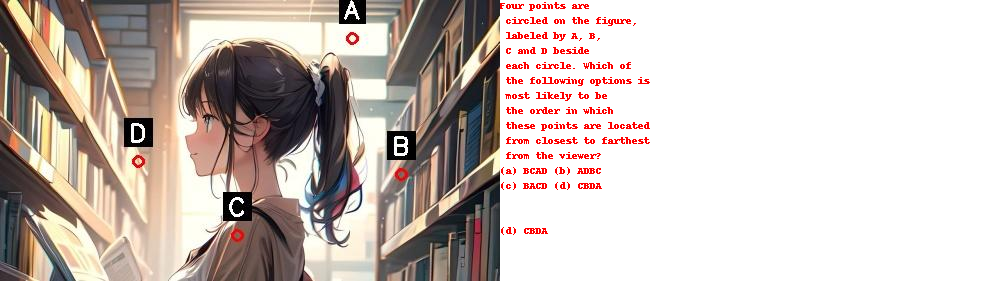 A
D
B
C
Four points are
circled on the figure,
labeled by A, B,
C and D beside
each circle. Which of
the following options is
most likely to be
the order in which
these points are located
from closest to farthest
from the viewer?
(a) BCAD (b) ADBC
(c) BACD (d) CBDA
(d) CBDA